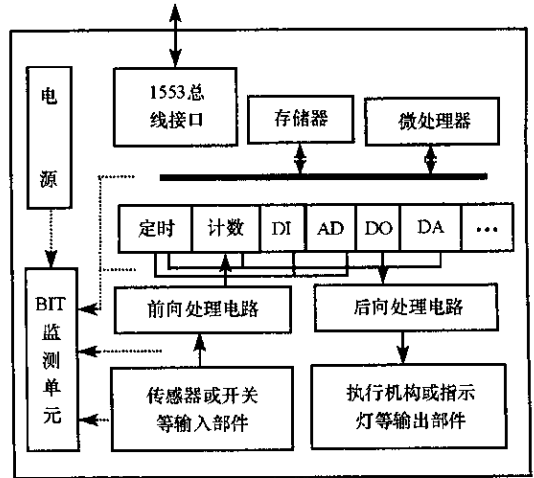 电
源
1553总
线接口
存储器
微处理器
定时 计数 DI AD DO DA …
BIT
监
测
单
元
前向处理电路
后向处理电路
传感器或开关
等输入部件
执行机构或指示
灯等输出部件